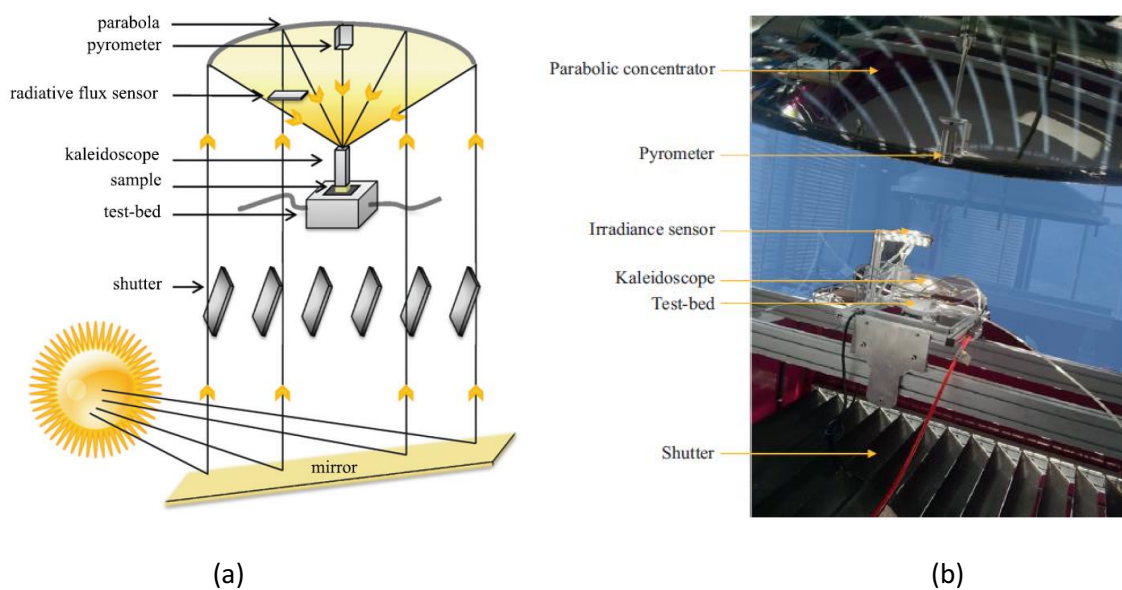 parabola
pyrometer
radiative flux sensor
kaleidoscope
sample
test-bed
shutter
mirror
Parabolic concentrator
Pyrometer
Irradiance sensor
Kaleidoscope
Test-bed
Shutter
(a)
(b)